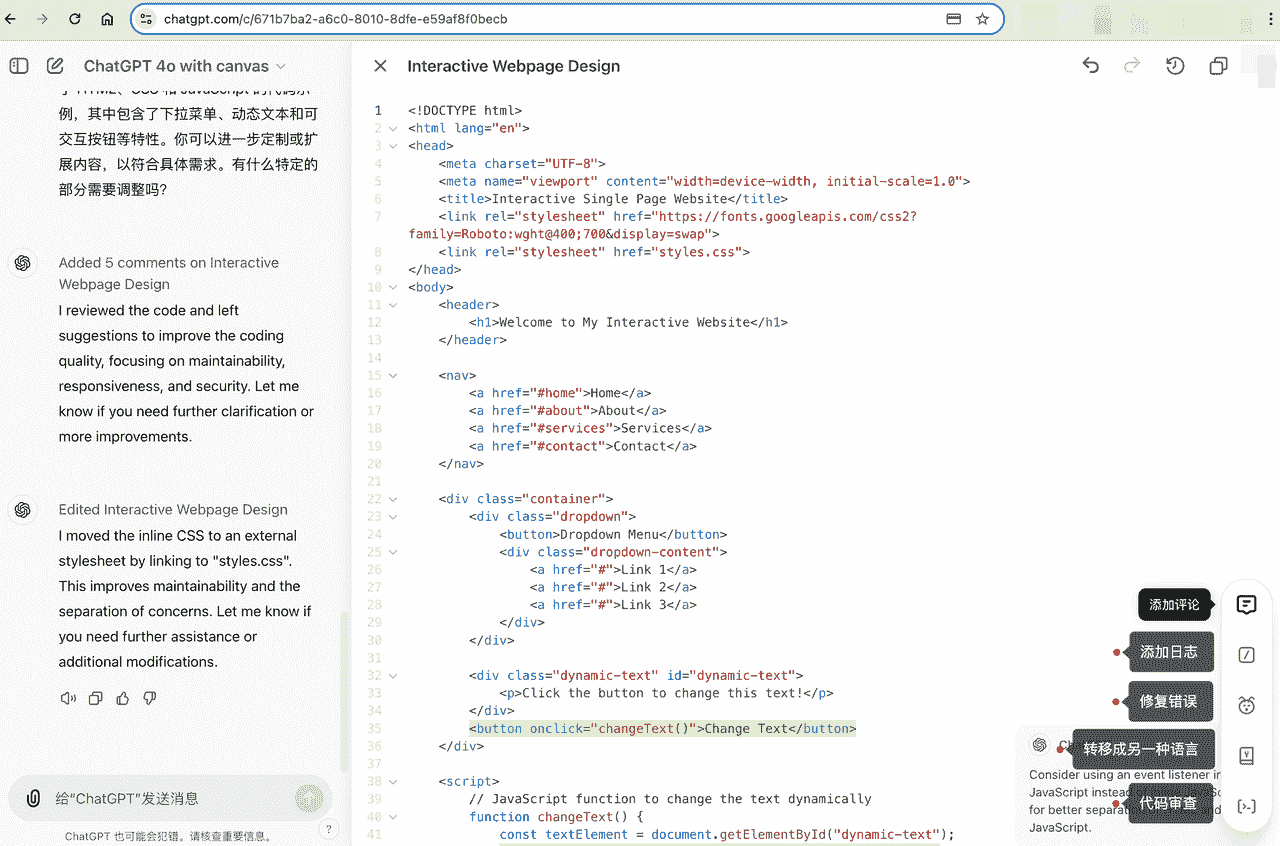 chatgpt.com/c/671b7ba2-a6c0-8010-8dfe-e59af8f0becb
ChatGPT 4o with canvas
例，其中包含了下拉菜单、动态文本和可
交互按钮等特性。你可以进一步定制或扩
展内容，以符合具体需求。有什么特定的
部分需要调整吗?
Added 5 comments on Interactive
Webpage Design
I reviewed the code and left
suggestions to improve the coding
quality, focusing on maintainability,
responsiveness, and security. Let me
know if you need further clarification or
more improvements.
Edited Interactive Webpage Design
I moved the inline CSS to an external
stylesheet by linking to "styles.css".
This improves maintainability and the
separation of concerns. Let me know if
you need further assistance or
additional modifications.
给“ChatGPT”发送消息
ChatGPT 也可能会犯错。请核查重要信息。
?
Interactive Webpage Design
1 <!DOCTYPE html>
2 <html lang="en">
3 <head>
4 <meta charset="UTF-8">
5 <meta name="viewport" content="width=device-width, initial-scale=1.0">
6 <title>Interactive Single Page Website</title>
7 <link rel="stylesheet" href="https://fonts.googleapis.com/css2?
family=Roboto:wght@400;700&display=swap">
8 <link rel="stylesheet" href="styles.css">
9 </head>
10 <body>
11 <header>
12 <h1>Welcome to My Interactive Website</h1>
13 </header>
14
15 <nav>
16 <a href="#home">Home</a>
17 <a href="#about">About</a>
18 <a href="#services">Services</a>
19 <a href="#contact">Contact</a>
20 </nav>
21
22 <div class="container">
23 <div class="dropdown">
24 <button>Dropdown Menu</button>
25 <div class="dropdown-content">
26 <a href="#">Link 1</a>
27 <a href="#">Link 2</a>
28 <a href="#">Link 3</a>
29 </div>
30 </div>
31
32 <div class="dynamic-text" id="dynamic-text">
33 <p>Click the button to change this text!</p>
34 </div>
35 <button onclick="changeText()">Change Text</button>
36 </div>
37
38 <script>
39 // JavaScript function to change the text dynamically
40 function changeText() {
41 const textElement = document.getElementById("dynamic-text");
添加评论
添加日志
修复错误
转移成另一种语言
代码审查
Consider using an event listener in
JavaScript instead of
for better
JavaScript.